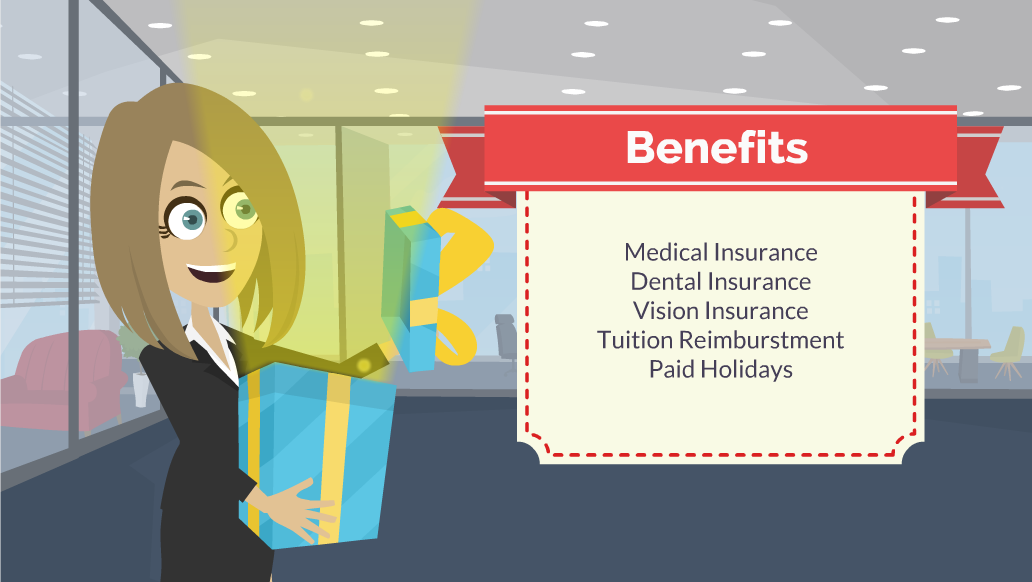 Benefits
Medical Insurance
Dental Insurance
Vision Insurance
Tuition Reimburstment
Paid Holidays